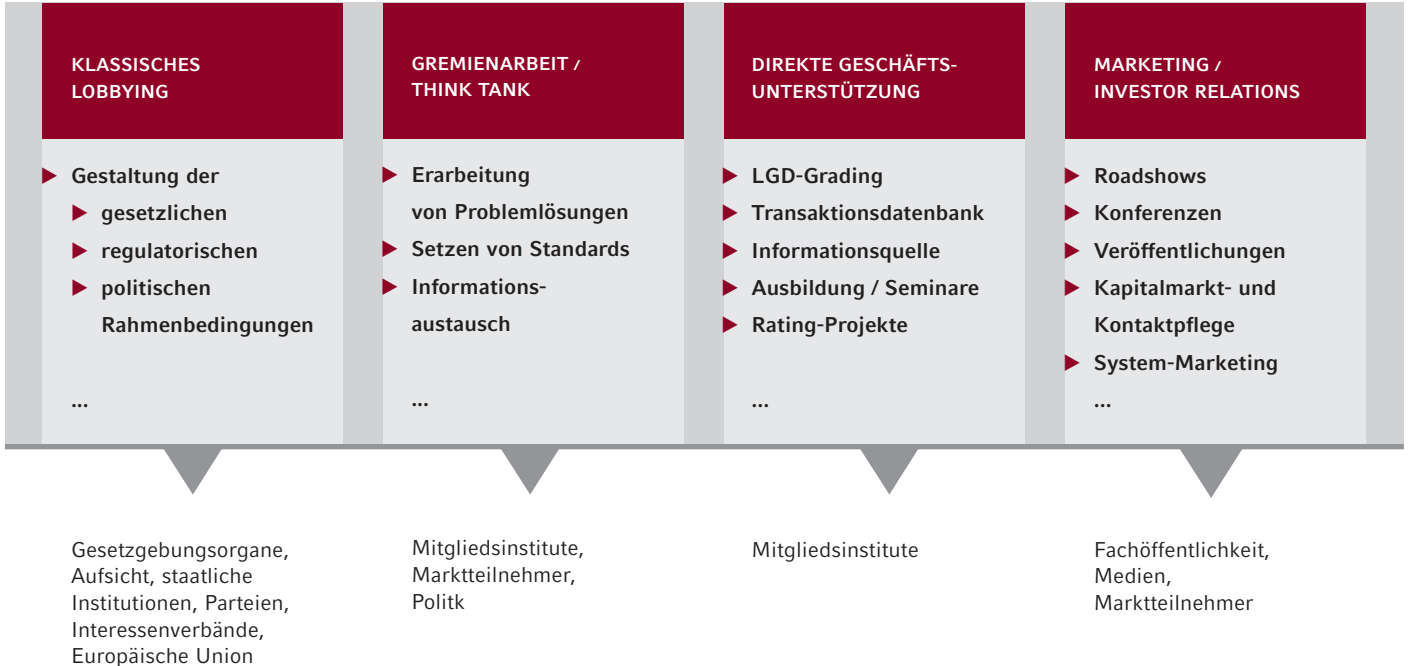 KLASSISCHES
LOBBYING
▶ Gestaltung der
▶ gesetzlichen
▶ regulatorischen
▶ politischen
Rahmenbedingungen
...
Gesetzgebungsorgane,
Aufsicht, staatliche
Institutionen, Parteien,
Interessenverbände,
Europäische Union
GREMIENARBEIT /
THINK TANK
▶ Erarbeitung
von Problemlösungen
▶ Setzen von Standards
▶ Informations-
austausch
...
Mitgliedsinstitute,
Marktteilnehmer,
Politk
DIREKTE GESCHÄFTS-
UNTERSTÜTZUNG
▶ LGD-Grading
▶ Transaktionsdatenbank
▶ Informationsquelle
▶ Ausbildung / Seminare
▶ Rating-Projekte
...
Mitgliedsinstitute
MARKETING /
INVESTOR RELATIONS
▶ Roadshows
▶ Konferenzen
▶ Veröffentlichungen
▶ Kapitalmarkt- und
Kontaktpflege
▶ System-Marketing
...
Fachöffentlichkeit,
Medien,
Marktteilnehmer